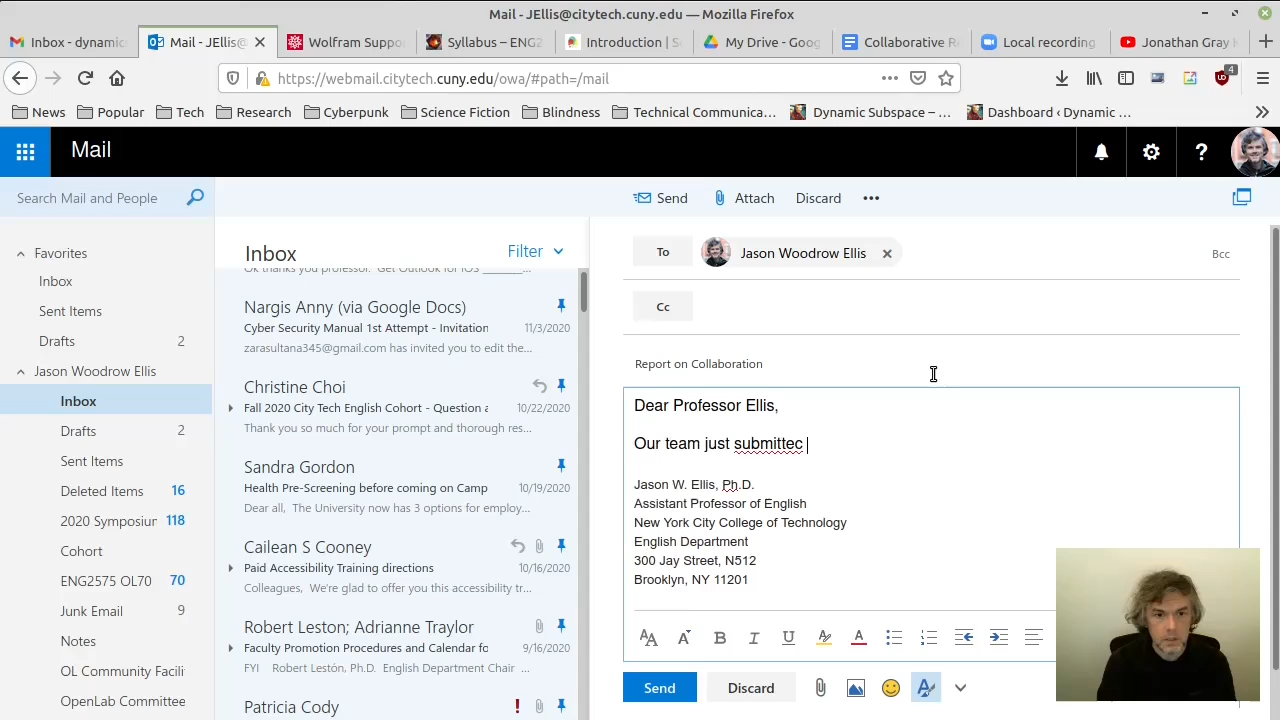 Mail - JEllis@citytech.cuny.edu — Mozilla Firefox
Inbox - dynamic
Mail - JEllis@
Wolfram Suppo
Syllabus – ENG2
Introduction | S
My Drive - Goog
Collaborative R
Local recording
Jonathan Gray
https://webmail.citytech.cuny.edu/owa/#path=/mail
4
News
Popular
Tech
Research
Cyberpunk
Science Fiction
Blindness
Technical Communica...
Dynamic Subspace – ...
Dashboard ‹ Dynamic ...
Mail
Search Mail and People
Send
Attach
Discard
Favorites
Inbox
Sent Items
Drafts 2
Jason Woodrow Ellis
Inbox
Drafts 2
Sent Items
Deleted Items 16
2020 Symposiur 118
Cohort
ENG2575 OL70 70
Junk Email 9
Notes
OL Community Facili
OpenLab Committee
Inbox
Filter
Ok thank you professor. Get Outlook for iOS ________...
Nargis Anny (via Google Docs)
Cyber Security Manual 1st Attempt - Invitation 11/3/2020
zarasultana345@gmail.com has invited you to edit the...
Christine Choi
Fall 2020 City Tech English Cohort - Question a 10/22/2020
Thank you so much for your prompt and thorough res...
Sandra Gordon
Health Pre-Screening before coming on Camp 10/19/2020
Dear all, The University now has 3 options for employ...
Cailean S Cooney
Paid Accessibility Training directions 10/16/2020
Colleagues, We're glad to offer you this accessibility tr...
Robert Leston; Adrianne Traylor
Faculty Promotion Procedures and Calendar fo 9/16/2020
FYI Robert Lestón, Ph.D. English Department Chair ...
Patricia Cody
To
Jason Woodrow Ellis
Bcc
Cc
Report on Collaboration
Dear Professor Ellis,
Our team just submittec
Jason W. Ellis, Ph.D.
Assistant Professor of English
New York City College of Technology
English Department
300 Jay Street, N512
Brooklyn, NY 11201
Send
Discard